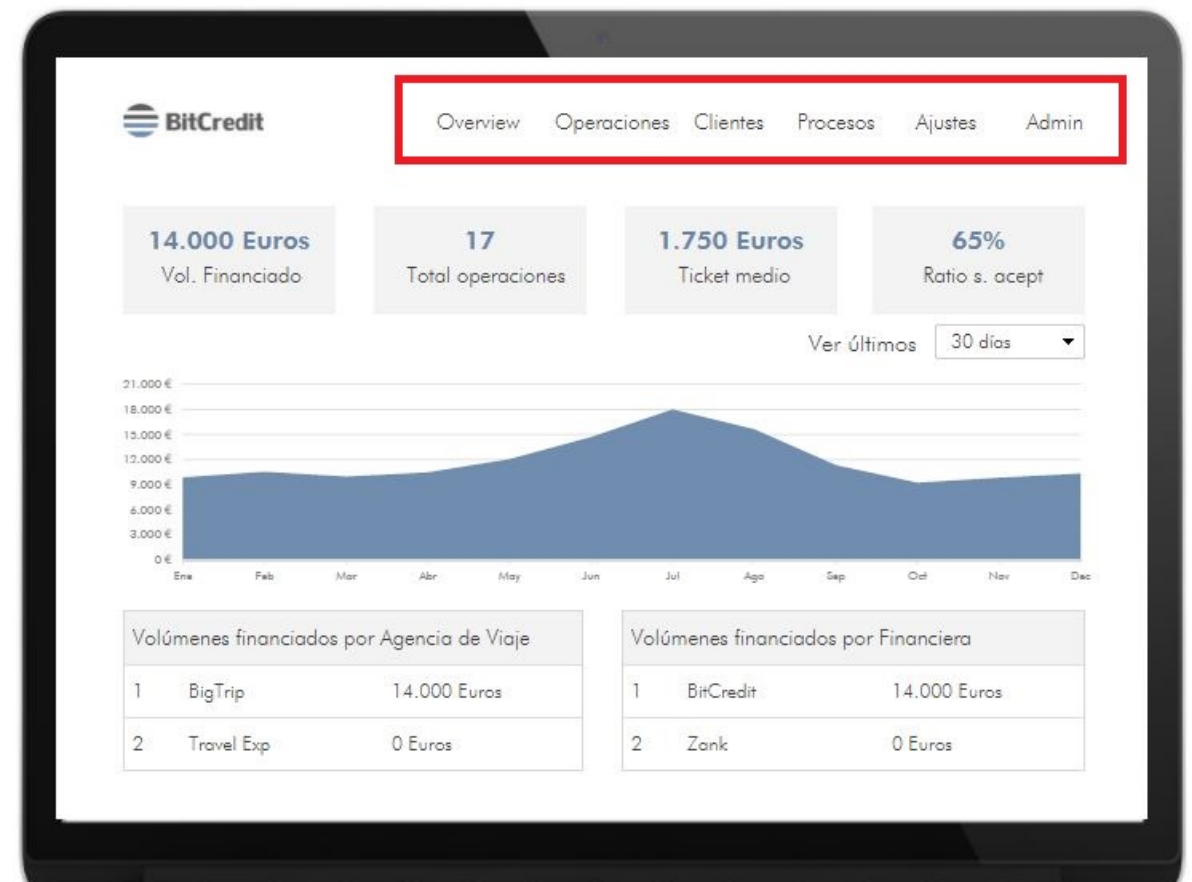 BitCredit
Overview Operaciones Clientes Procesos Ajustes Admin
14.000 Euros
Vol. Financiado
17
Total operaciones
1.750 Euros
Ticket medio
65%
Ratio s. acept
Ver últimos 30 días
21.000 €
18.000 €
15.000 €
12.000 €
9.000 €
6.000 €
3.000 €
0 €
Ene Feb Mar Abr May Jun Jul Ago Sep Oct Nov Dec
Volúmenes financiados por Agencia de Viaje
1 BigTrip 14.000 Euros
2 Travel Exp 0 Euros
Volúmenes financiados por Financiera
1 BitCredit 14.000 Euros
2 Zank 0 Euros